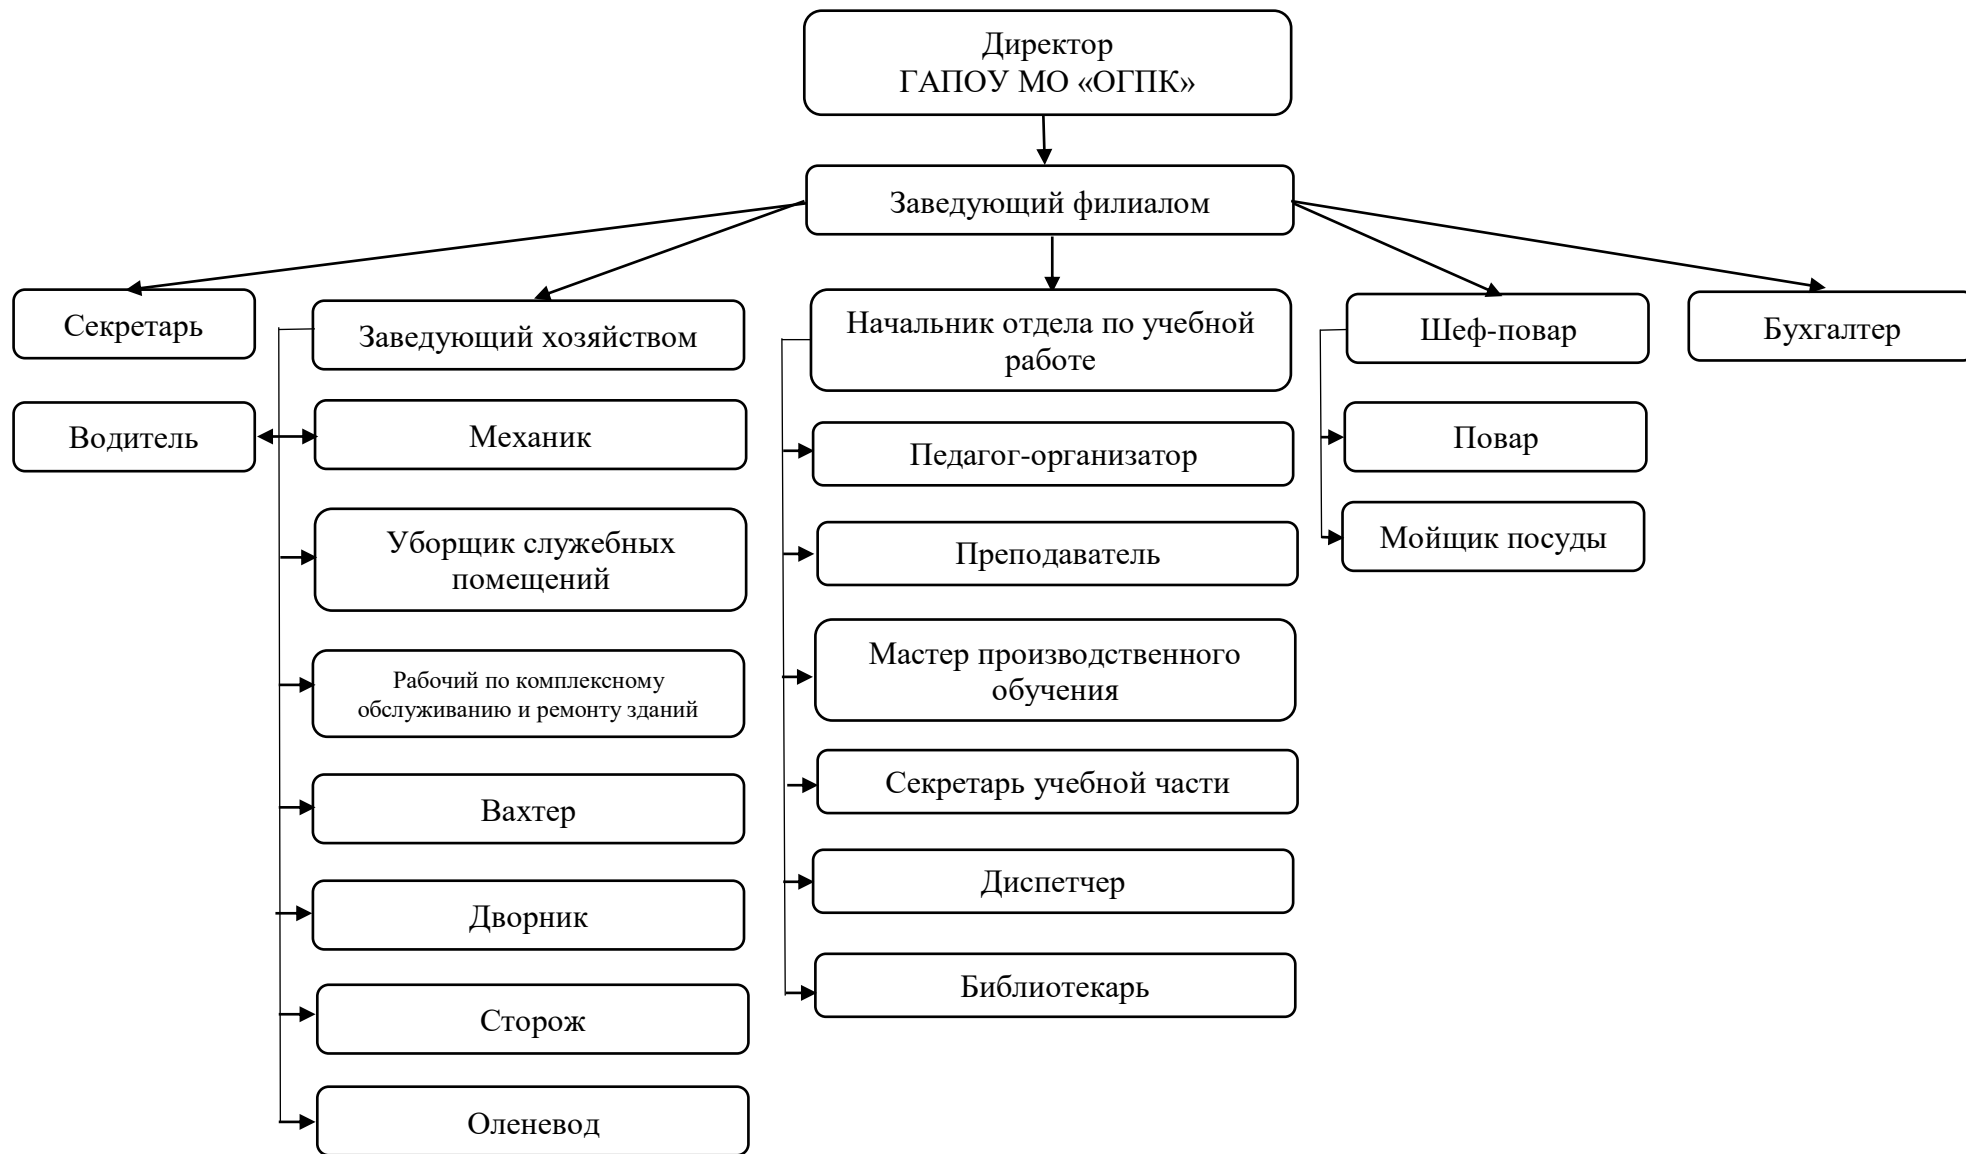 Директор
ГАПОУ МО «ОГПК»
Заведующий филиалом
Секретарь
Заведующий хозяйством
Начальник отдела по учебной
работе
Шеф-повар
Бухгалтер
Водитель
Механик
Педагог-организатор
Повар
Уборщик служебных
помещений
Преподаватель
Мойщик посуды
Рабочий по комплексному
обслуживанию и ремонту зданий
Мастер производственного
обучения
Вахтер
Секретарь учебной части
Дворник
Диспетчер
Сторож
Библиотекарь
Оленевод